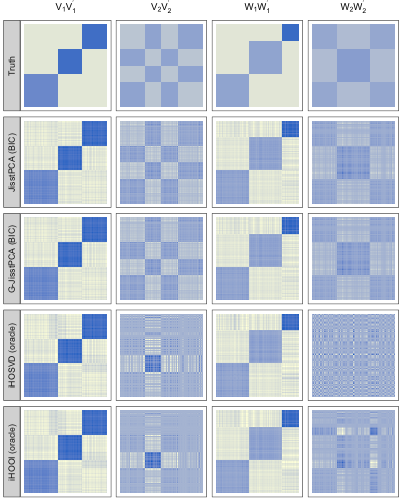 V₁V₁′ V₂V₂′ W₁W₁′ W₂W₂′
Truth
JisstPCA (BIC)
G-JisstPCA (BIC)
iHOSVD (oracle)
iHOOI (oracle)